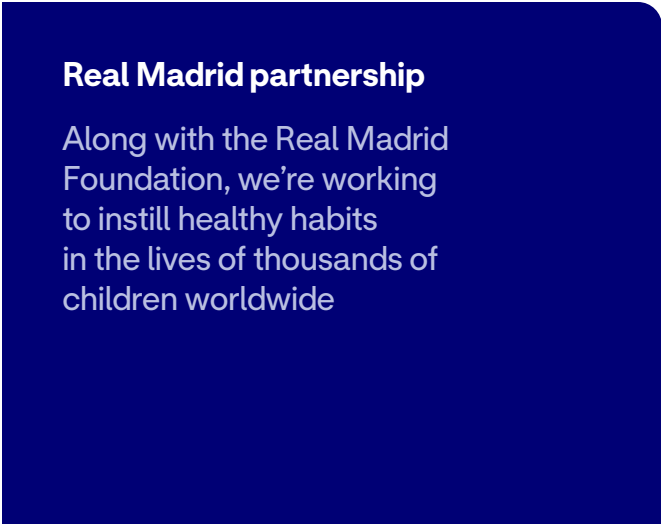 Real Madrid partnership
Along with the Real Madrid
Foundation, we’re working
to instill healthy habits
in the lives of thousands of
children worldwide